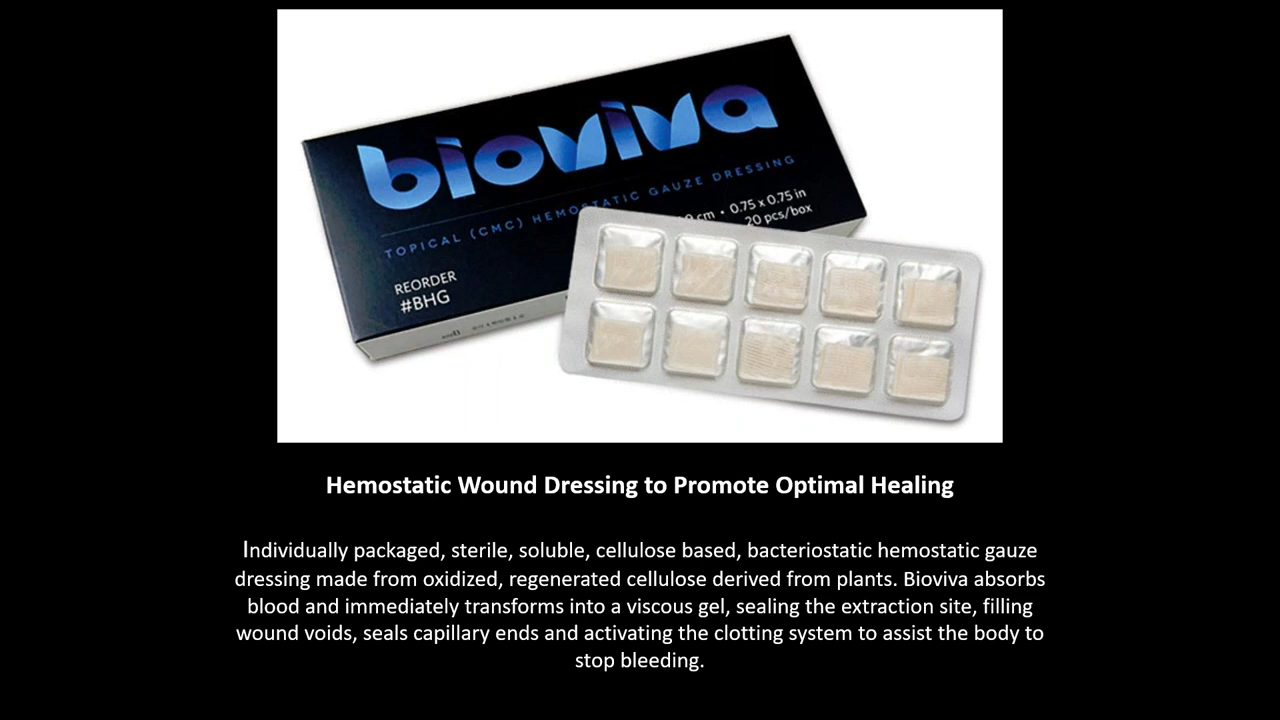 bioviva
TOPICAL (CMC) HEMOSTATIC GAUZE DRESSING
cm • 0.75 x 0.75 in
20 pcs/box
REORDER
#BHG
Hemostatic Wound Dressing to Promote Optimal Healing
Individually packaged, sterile, soluble, cellulose based, bacteriostatic hemostatic gauze
dressing made from oxidized, regenerated cellulose derived from plants. Bioviva absorbs
blood and immediately transforms into a viscous gel, sealing the extraction site, filling
wound voids, seals capillary ends and activating the clotting system to assist the body to
stop bleeding.